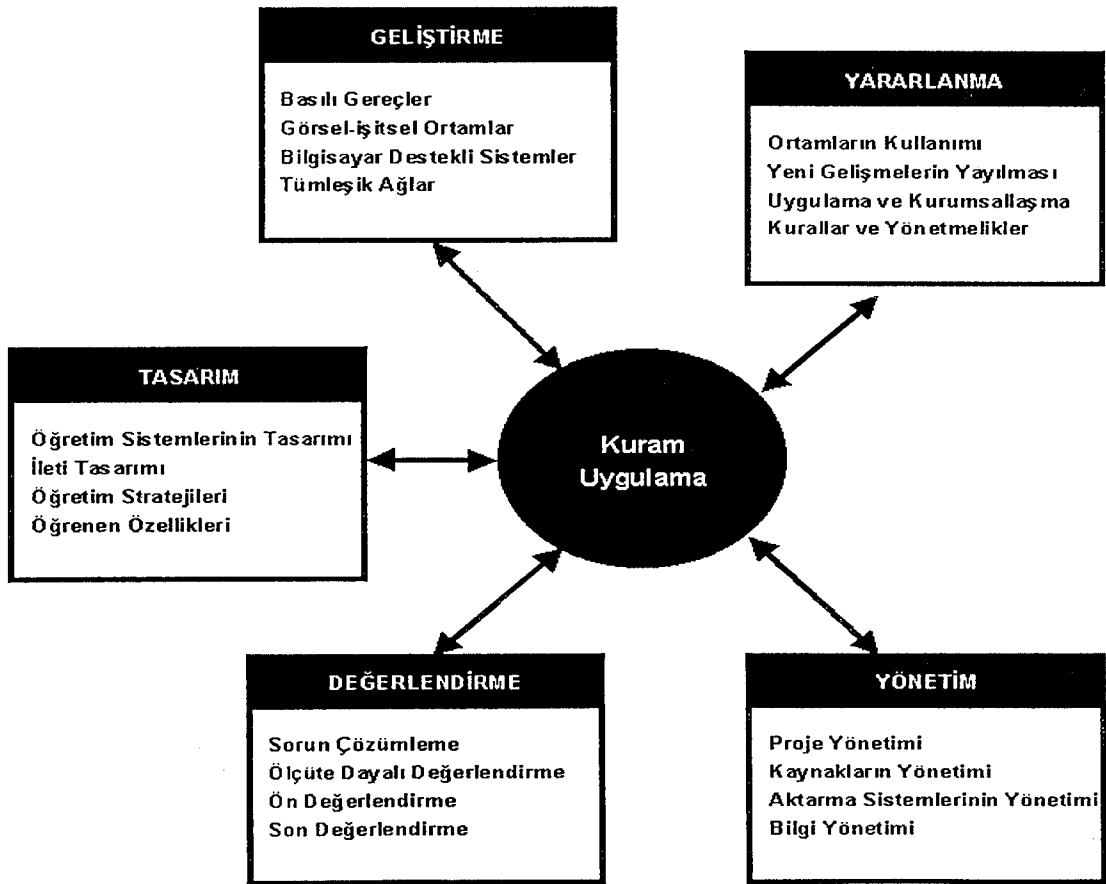 GELİŞTİRME
Basılı Gereçler
Görsel-işitsel Ortamlar
Bilgisayar Destekli Sistemler
Tümleşik Ağlar
YARARLANMA
Ortamların Kullanımı
Yeni Gelişmelerin Yayılması
Uygulama ve Kurumsallaşma
Kurallar ve Yönetmelikler
TASARIM
Öğretim Sistemlerinin Tasarımı
İleti Tasarımı
Öğretim Stratejileri
Öğrenen Özellikleri
Kuram
Uygulama
DEĞERLENDİRME
Sorun Çözümleme
Ölçüte Dayalı Değerlendirme
Ön Değerlendirme
Son Değerlendirme
YÖNETİM
Proje Yönetimi
Kaynakların Yönetimi
Aktarma Sistemlerinin Yönetimi
Bilgi Yönetimi